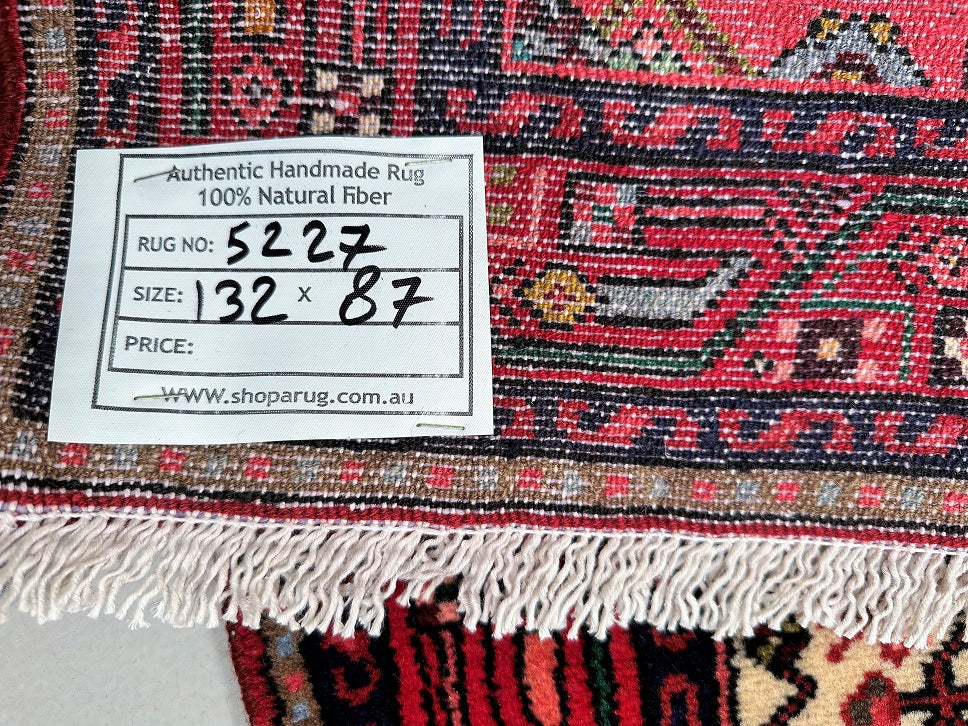 Authentic Handmade Rug
100% Natural Fiber
RUG NO: 5227
SIZE: 132 x 87
PRICE:
WWW.shoparug.com.au